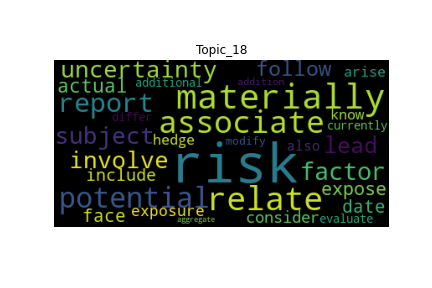 Topic_18
uncertainty follow arise
actual additional addition
report differ materially know
subject associate currently
hedge modify also lead
involve risk factor
include expose
potential relate date
face exposure consider evaluate
aggregate